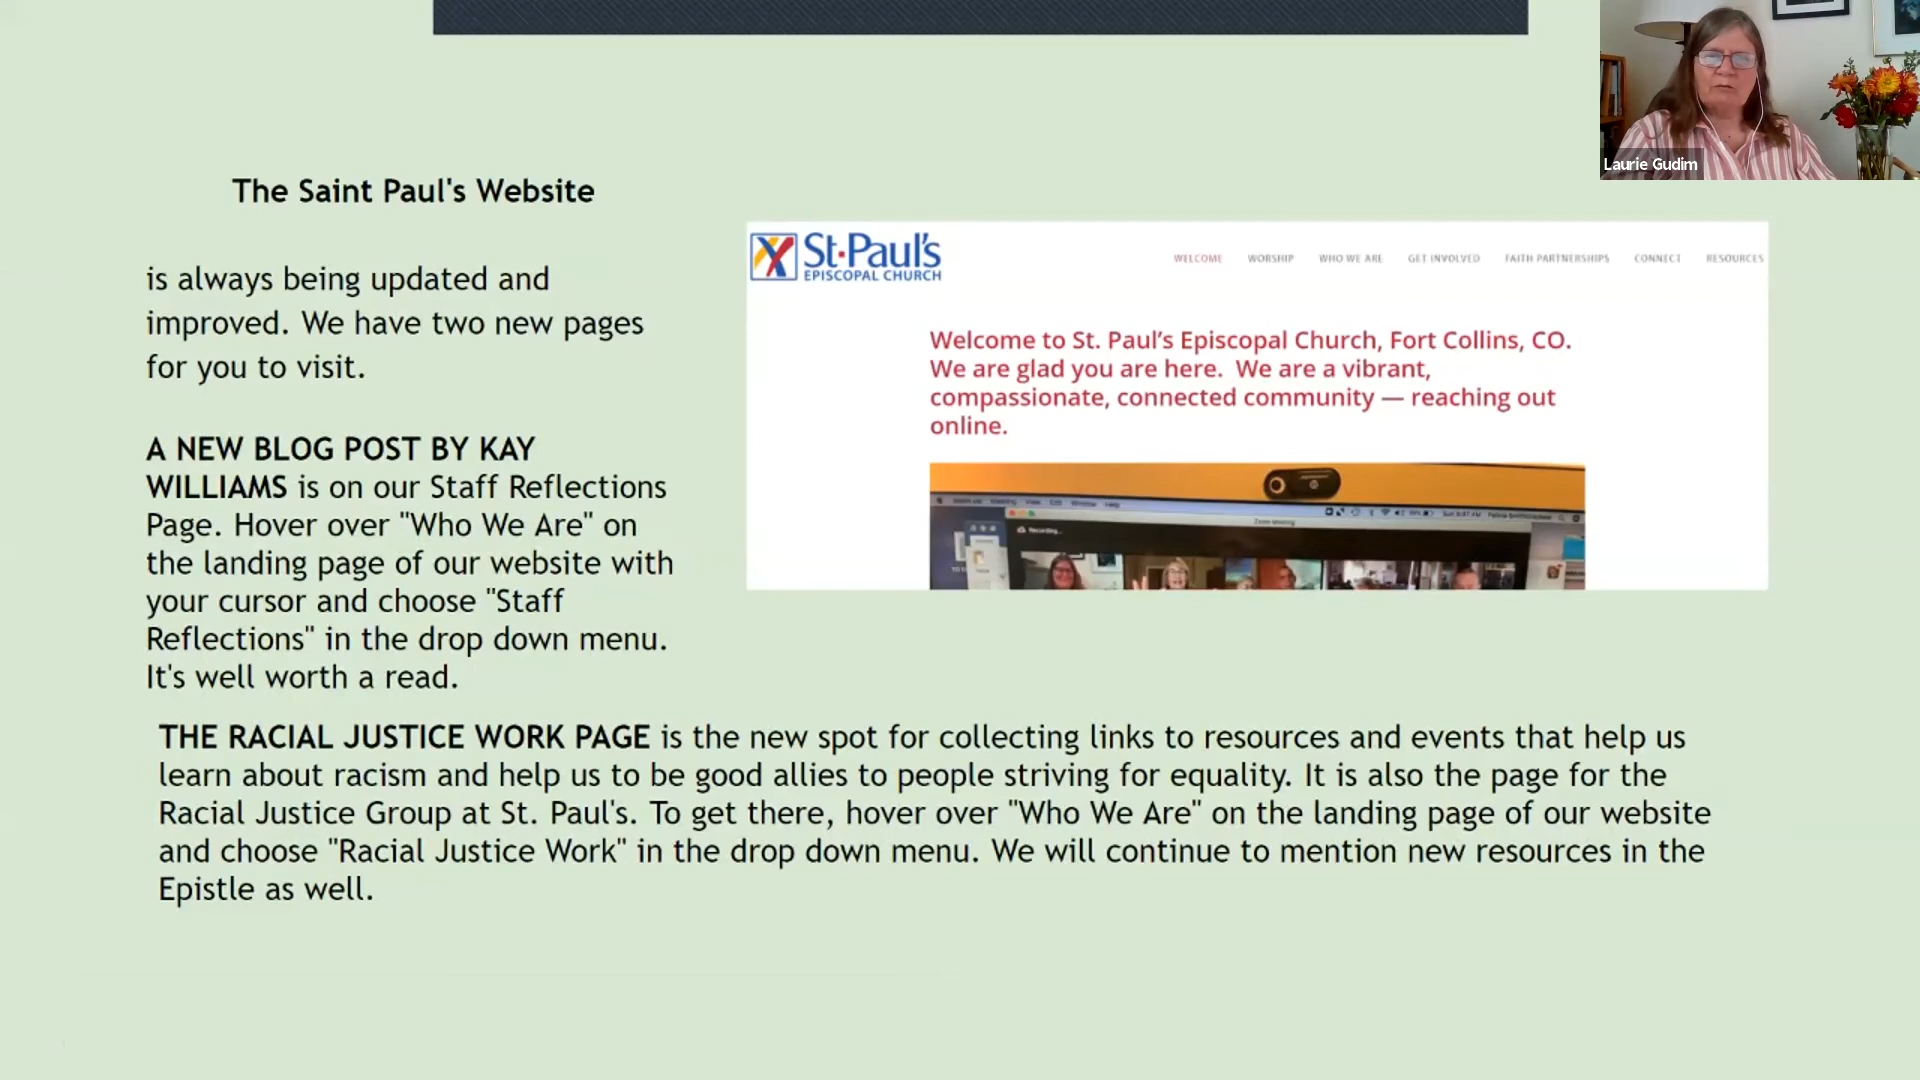 Laurie Gudim
The Saint Paul's Website
is always being updated and
improved. We have two new pages
for you to visit.
A NEW BLOG POST BY KAY
WILLIAMS is on our Staff Reflections
Page. Hover over "Who We Are" on
the landing page of our website with
your cursor and choose "Staff
Reflections" in the drop down menu.
It's well worth a read.
St·Paul's
EPISCOPAL CHURCH
WELCOME WORSHIP WHO WE ARE GET INVOLVED FAITH PARTNERSHIPS CONNECT RESOURCES
Welcome to St. Paul’s Episcopal Church, Fort Collins, CO.
We are glad you are here.  We are a vibrant,
compassionate, connected community — reaching out
online.
Recording...
THE RACIAL JUSTICE WORK PAGE is the new spot for collecting links to resources and events that help us
learn about racism and help us to be good allies to people striving for equality. It is also the page for the
Racial Justice Group at St. Paul's. To get there, hover over "Who We Are" on the landing page of our website
and choose "Racial Justice Work" in the drop down menu. We will continue to mention new resources in the
Epistle as well.